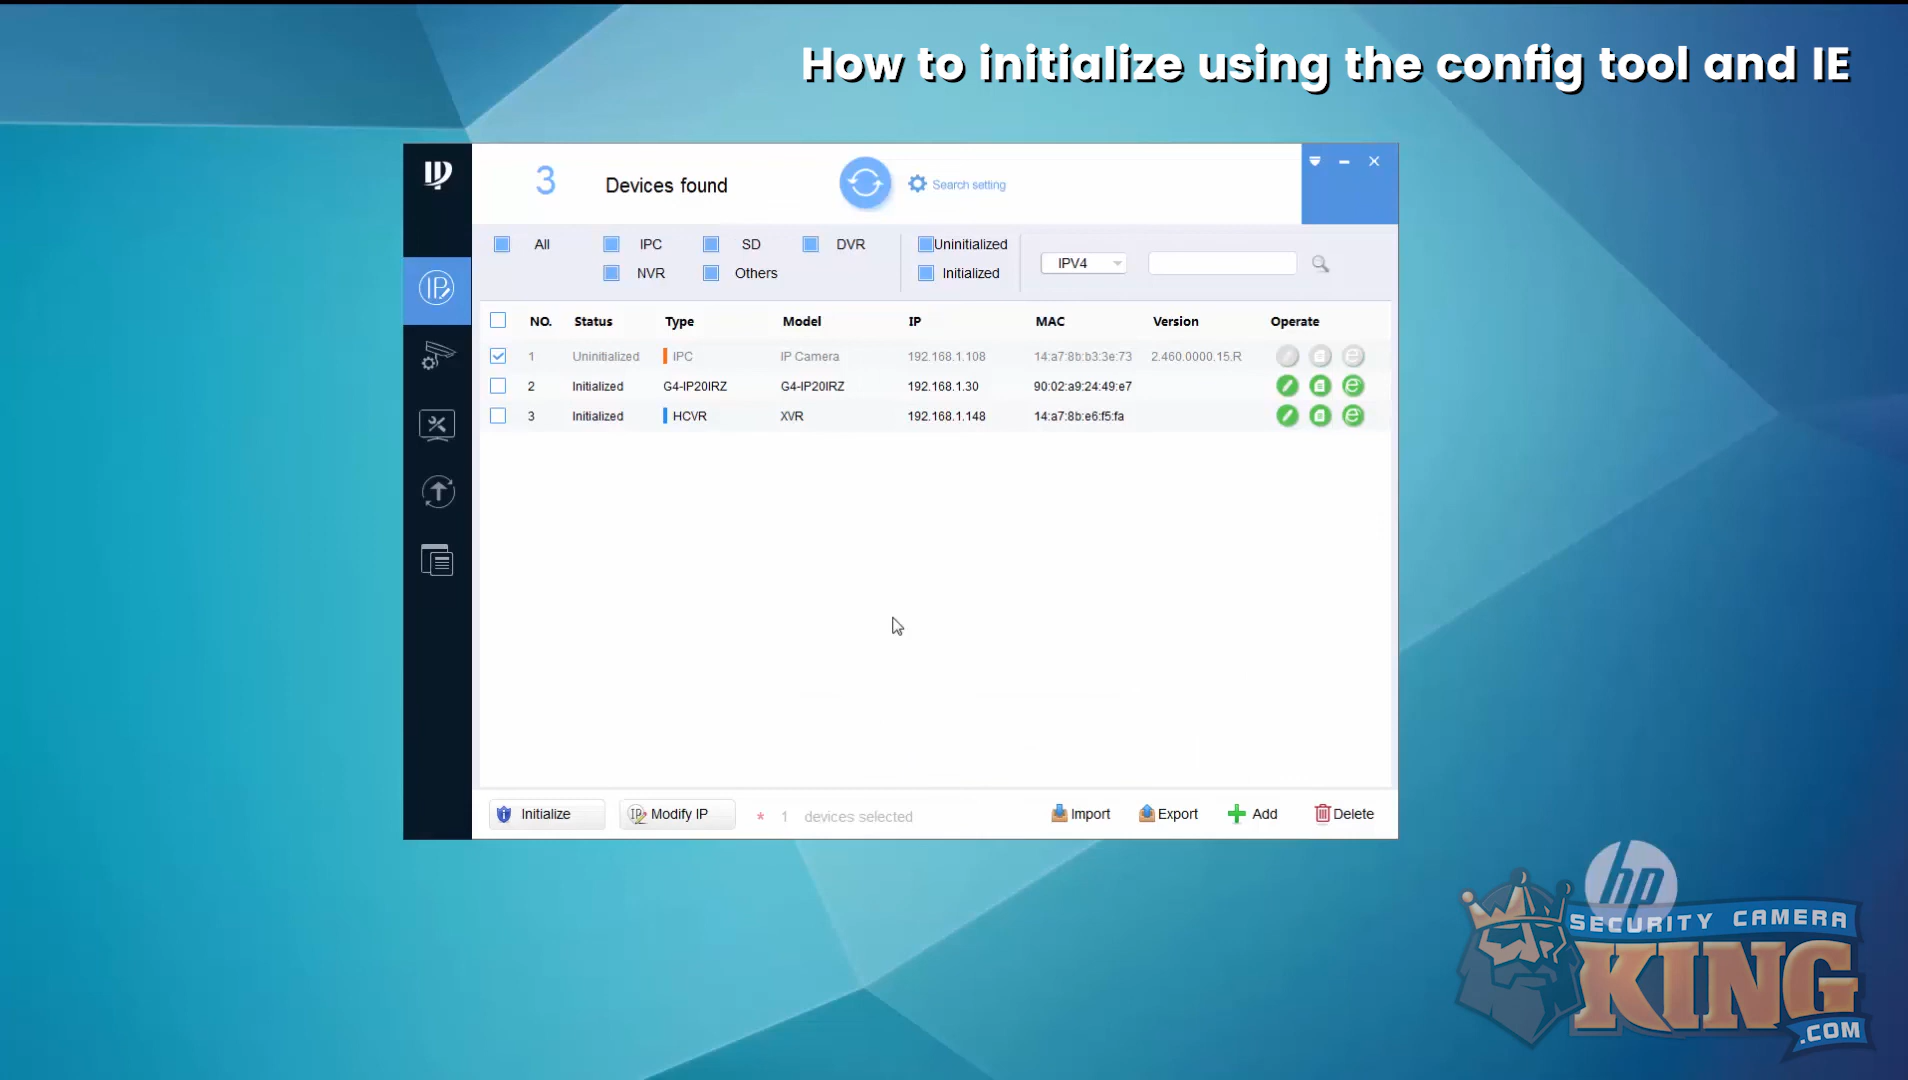 How to initialize using the config tool and IE
3 Devices found Search setting
All IPC SD DVR Uninitialized
NVR Others Initialized IPV4
NO. Status Type Model IP MAC Version Operate
1 Uninitialized IPC IP Camera 192.168.1.108 14:a7:8b:b3:3e:73 2.460.0000.15.R
2 Initialized G4-IP20IRZ G4-IP20IRZ 192.168.1.30 90:02:a9:24:49:e7
3 Initialized HCVR XVR 192.168.1.148 14:a7:8b:e6:f5:fa
Initialize Modify IP * 1 devices selected Import Export Add Delete
hp
SECURITY CAMERA
KING
.COM